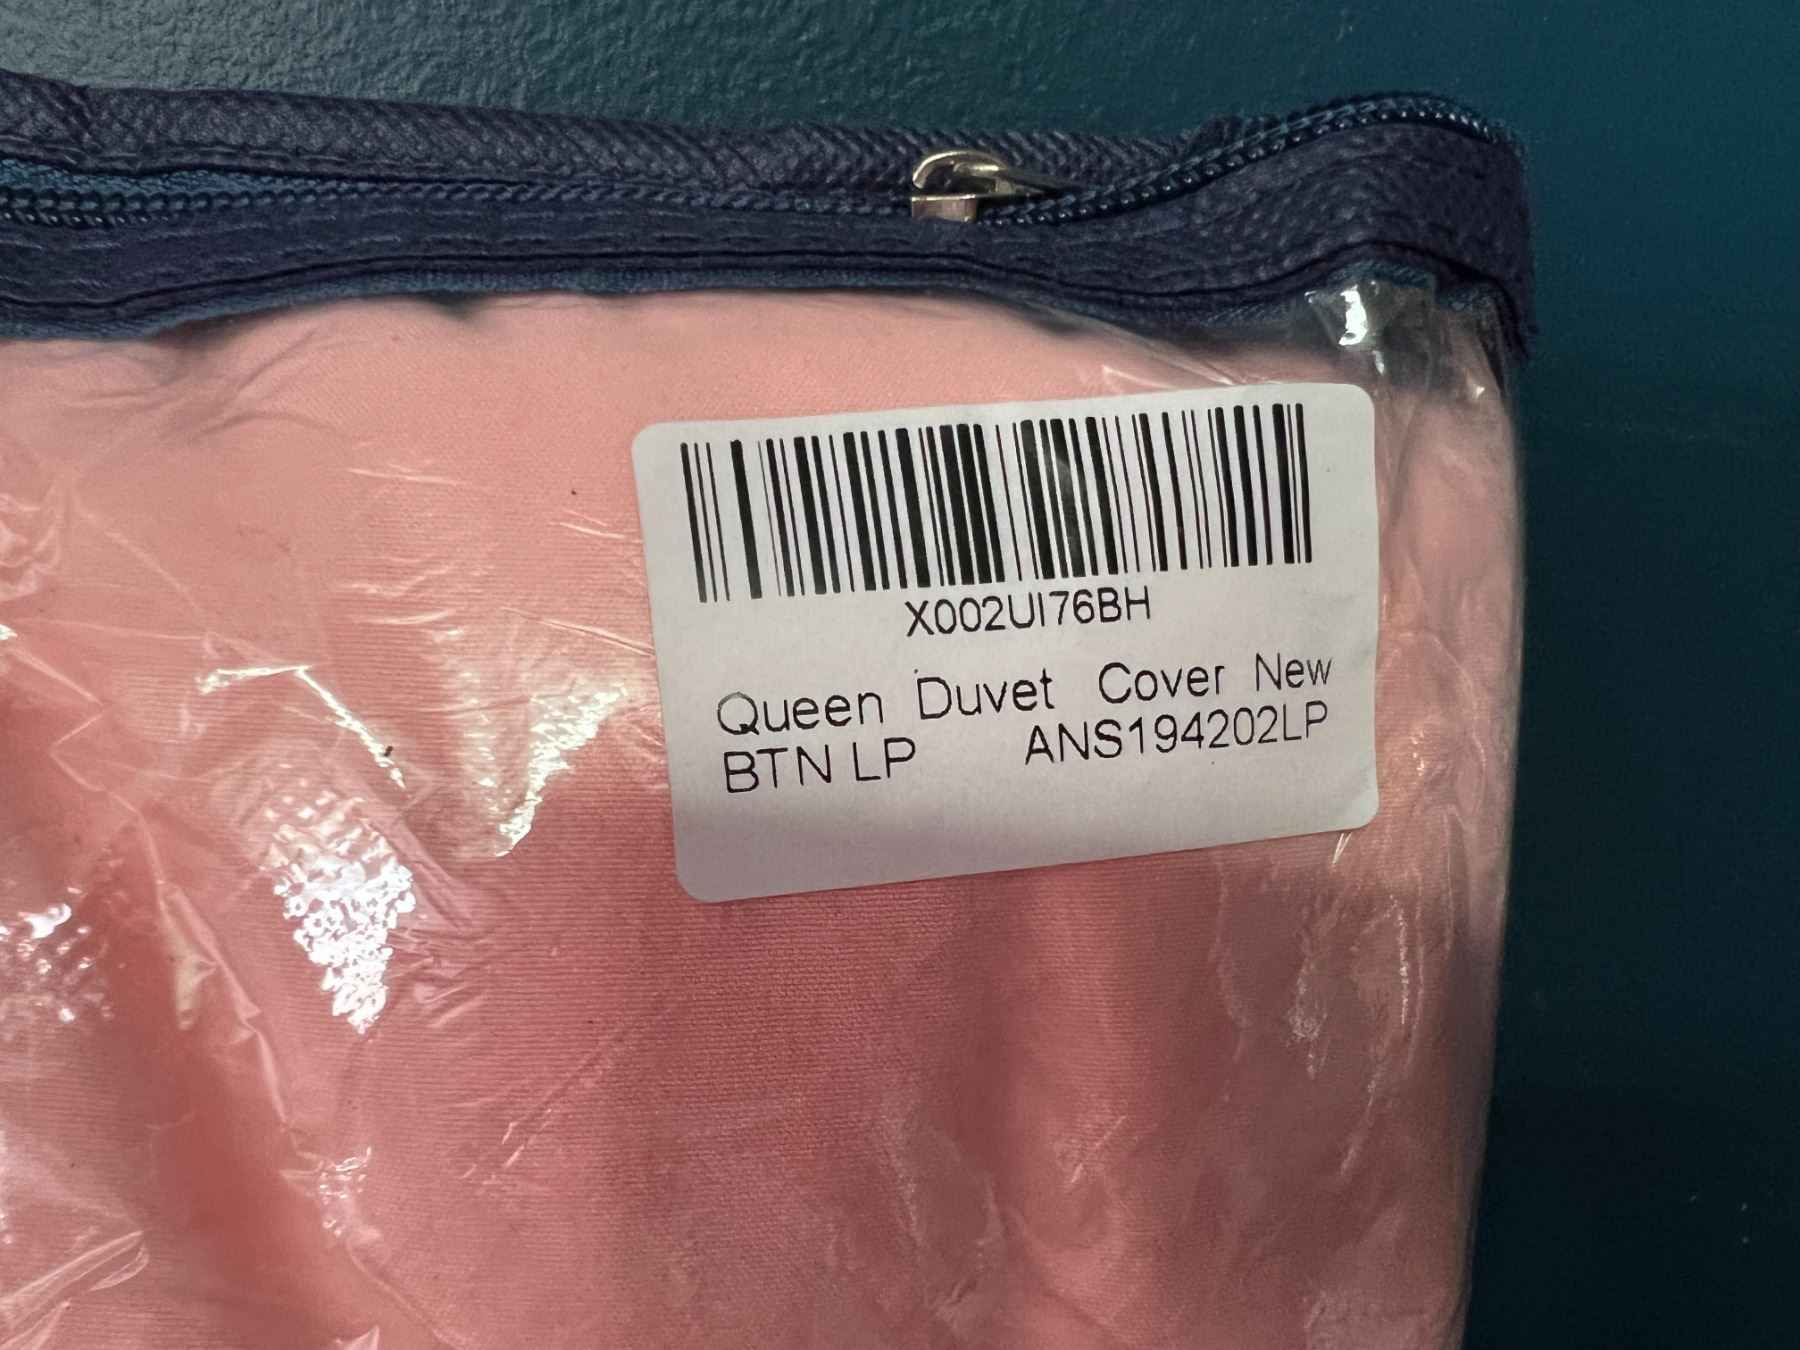 X002UI76BH
Queen Duvet Cover New
BTN LP ANS194202LP